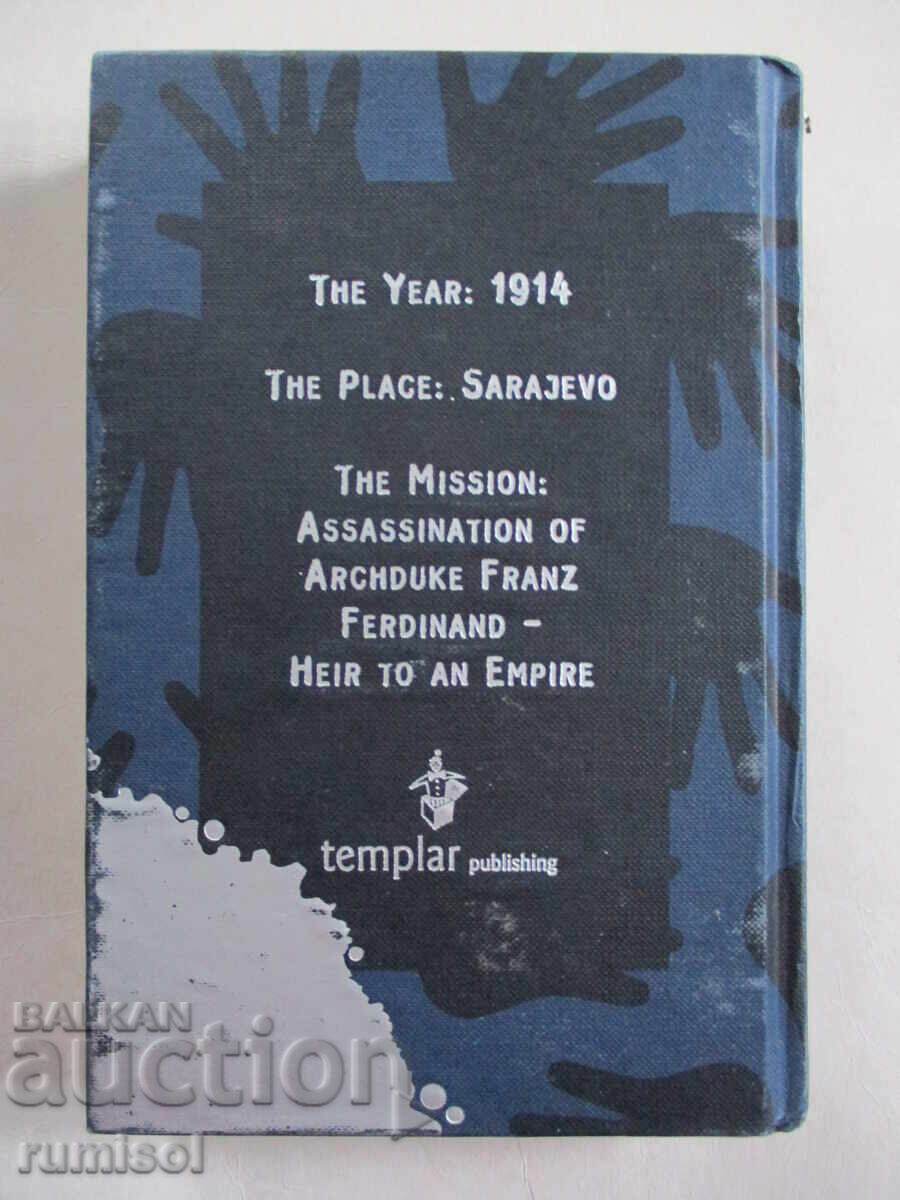 THE YEAR: 1914
THE PLACE: SARAJEVO
THE MISSION:
ASSASSINATION OF
ARCHDUKE FRANZ
FERDINAND –
HEIR TO AN EMPIRE
templar publishing
BALKAN
auction
rumisol